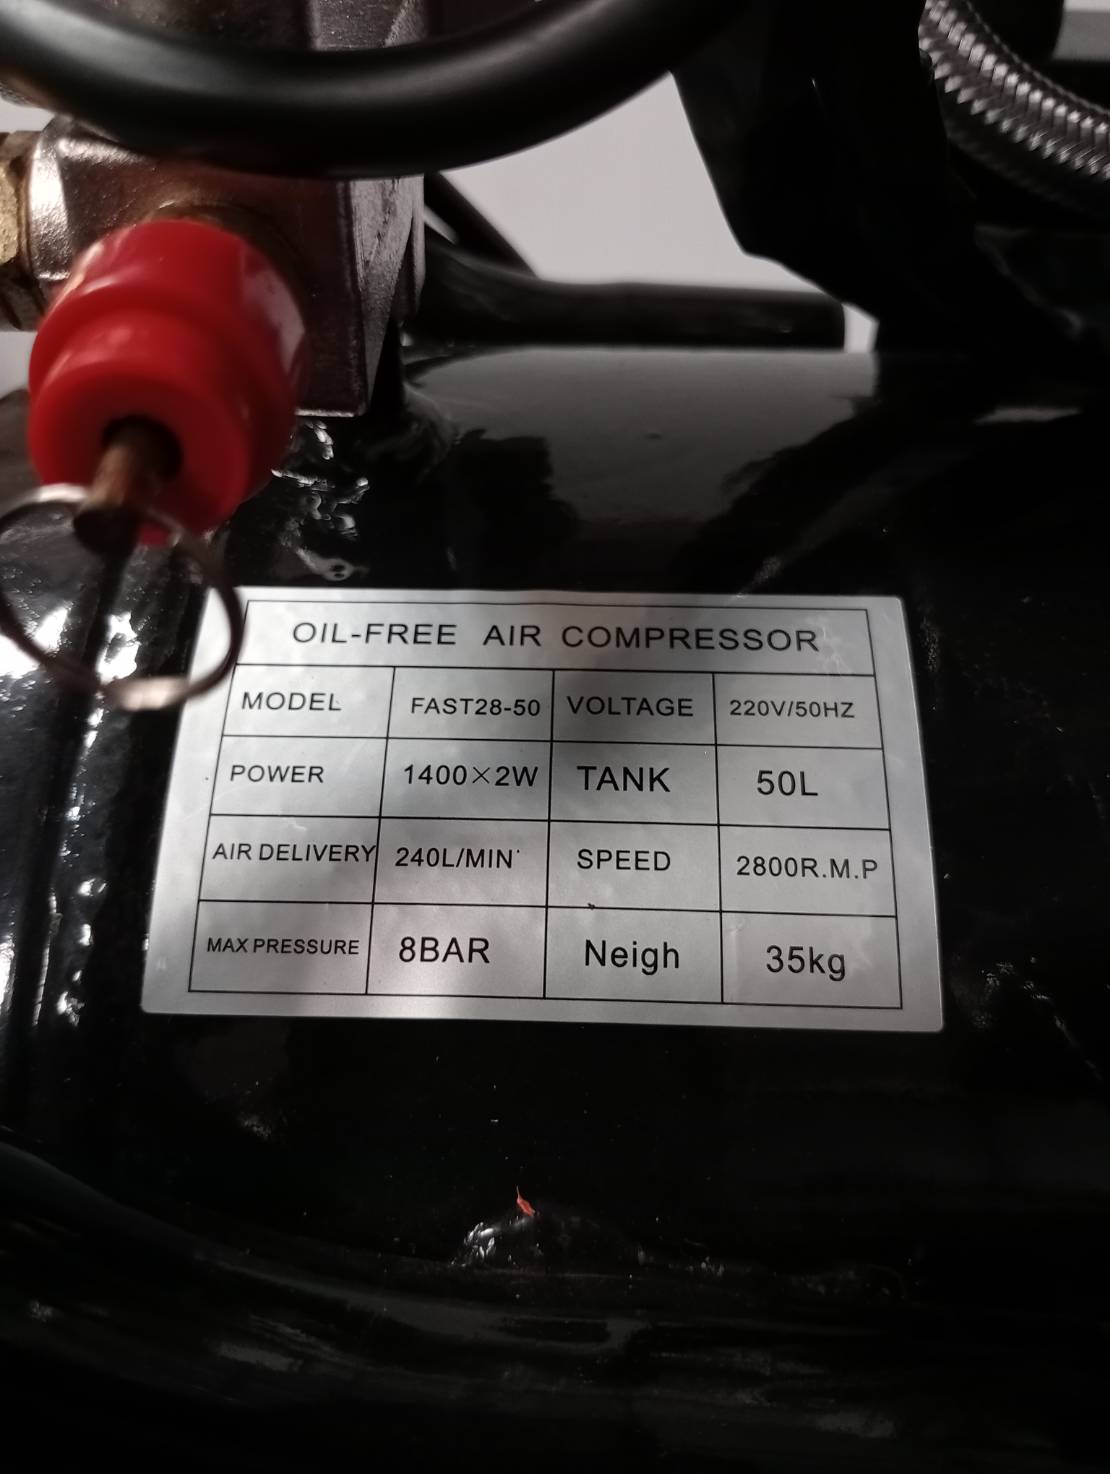 OIL-FREE AIR COMPRESSOR
MODEL FAST28-50 VOLTAGE 220V/50HZ
POWER 1400×2W TANK 50L
AIR DELIVERY 240L/MIN SPEED 2800R.M.P
MAX PRESSURE 8BAR Neigh 35kg